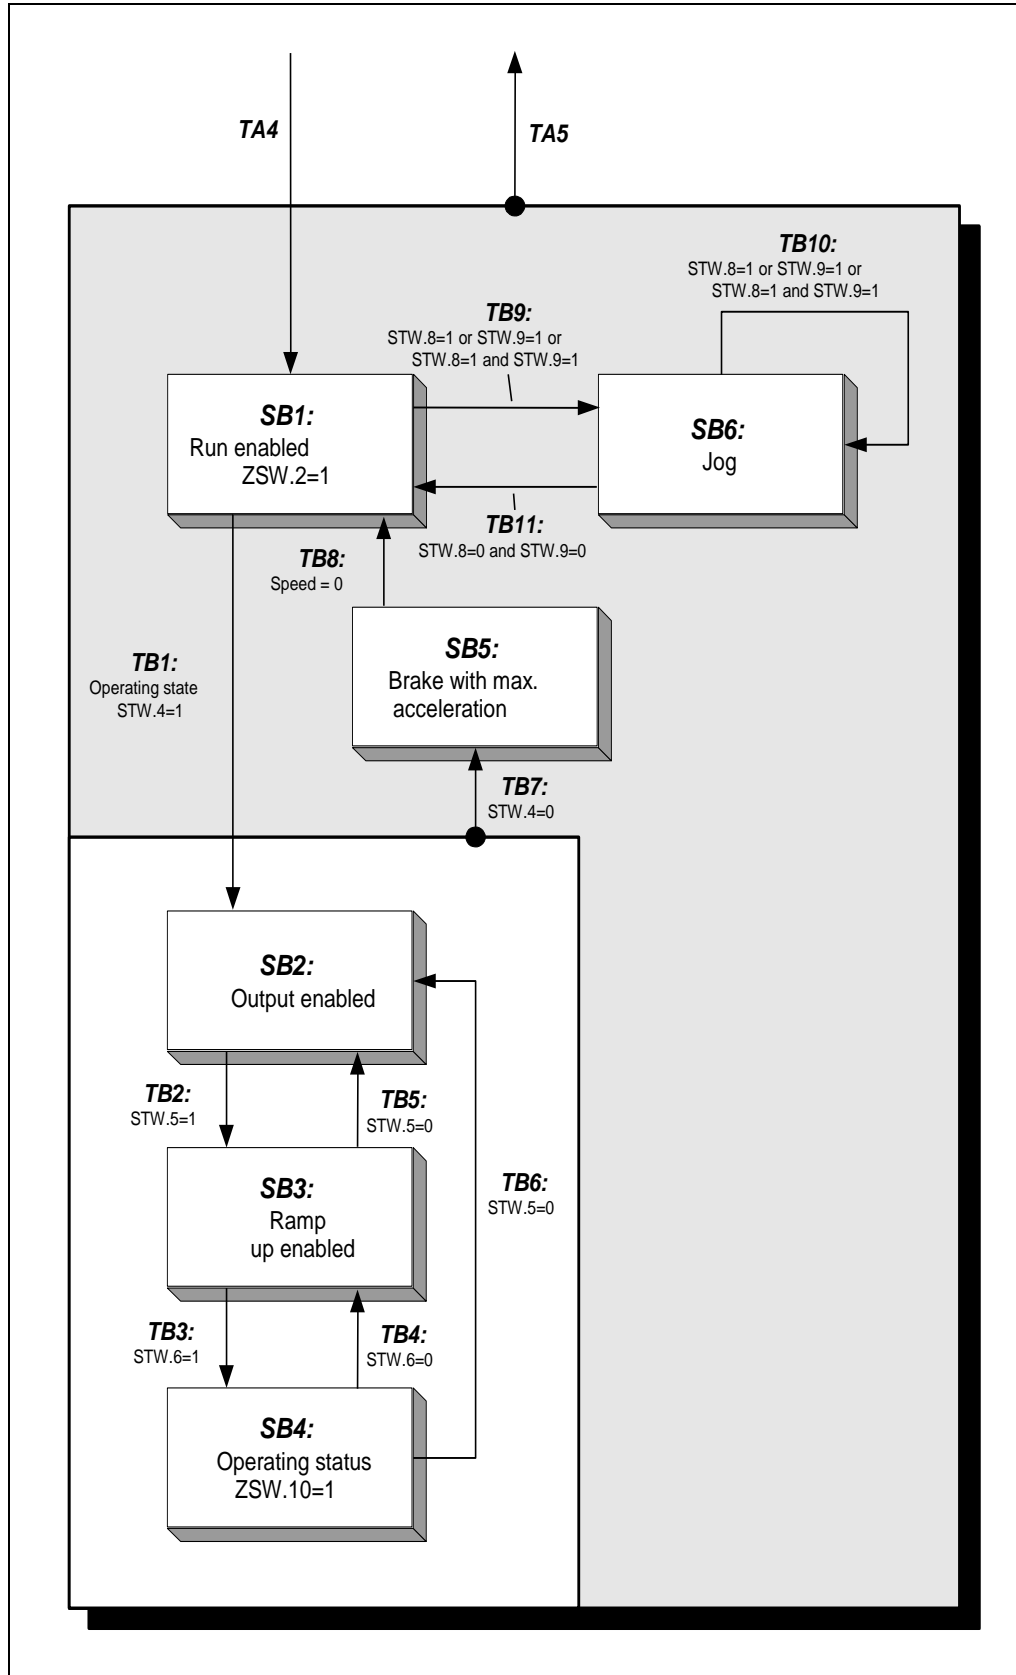 TA4
TA5
TB10:
STW.8=1 or STW.9=1 or
STW.8=1 and STW.9=1
TB9:
STW.8=1 or STW.9=1 or
STW.8=1 and STW.9=1
SB1:
Run enabled
ZSW.2=1
SB6:
Jog
TB11:
STW.8=0 and STW.9=0
TB8:
Speed = 0
SB5:
Brake with max.
acceleration
TB1:
Operating state
STW.4=1
TB7:
STW.4=0
SB2:
Output enabled
TB2:
STW.5=1
TB5:
STW.5=0
TB6:
STW.5=0
SB3:
Ramp
up enabled
TB3:
STW.6=1
TB4:
STW.6=0
SB4:
Operating status
ZSW.10=1